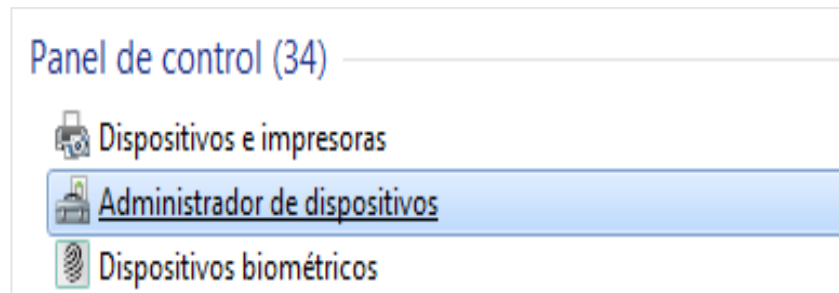 Panel de control (34)
Dispositivos e impresoras
Administrador de dispositivos
Dispositivos biométricos